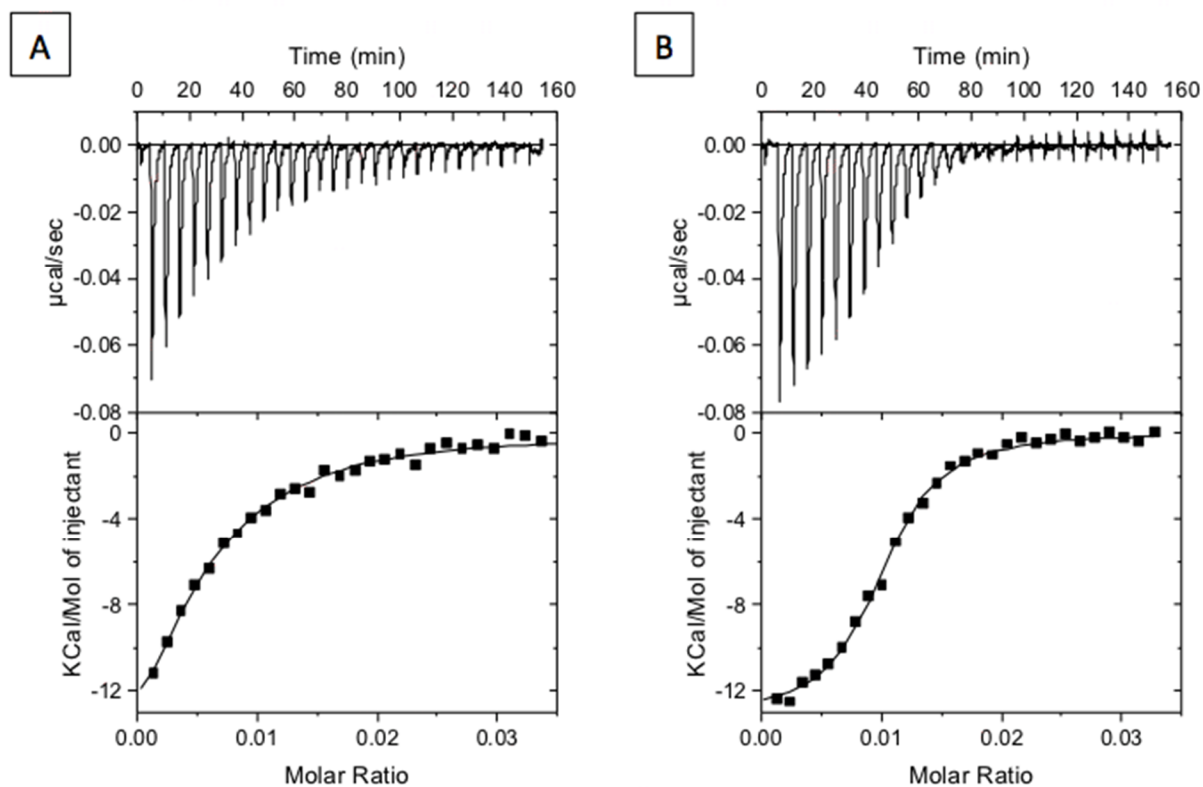 A
Time (min)
0 20 40 60 80 100 120 140 160
0.00
-0.02
-0.04
-0.06
-0.08
µcal/sec
0
-4
-8
-12
KCal/Mol of injectant
0.00 0.01 0.02 0.03
Molar Ratio
B
Time (min)
0 20 40 60 80 100 120 140 160
0.00
-0.02
-0.04
-0.06
-0.08
µcal/sec
0
-4
-8
-12
KCal/Mol of injectant
0.00 0.01 0.02 0.03
Molar Ratio